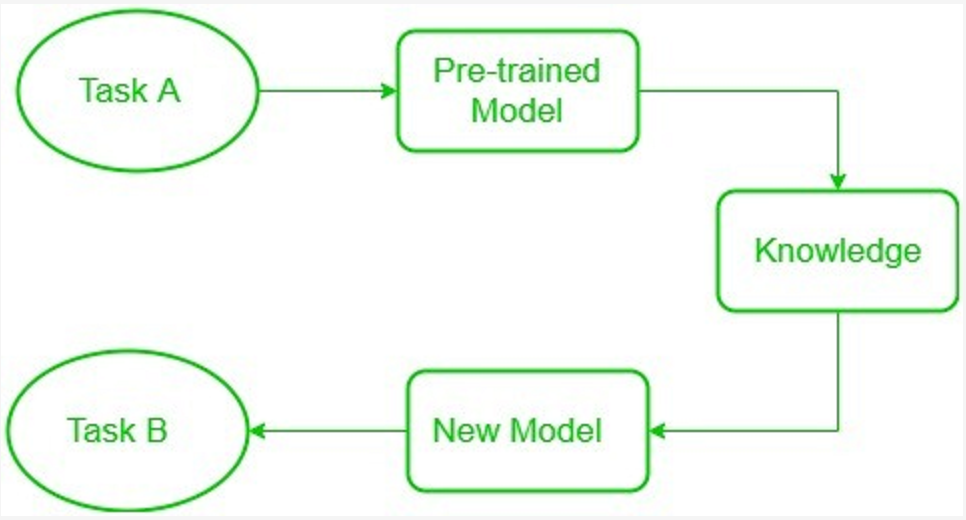 Task A
Pre-trained
Model
Knowledge
New Model
Task B